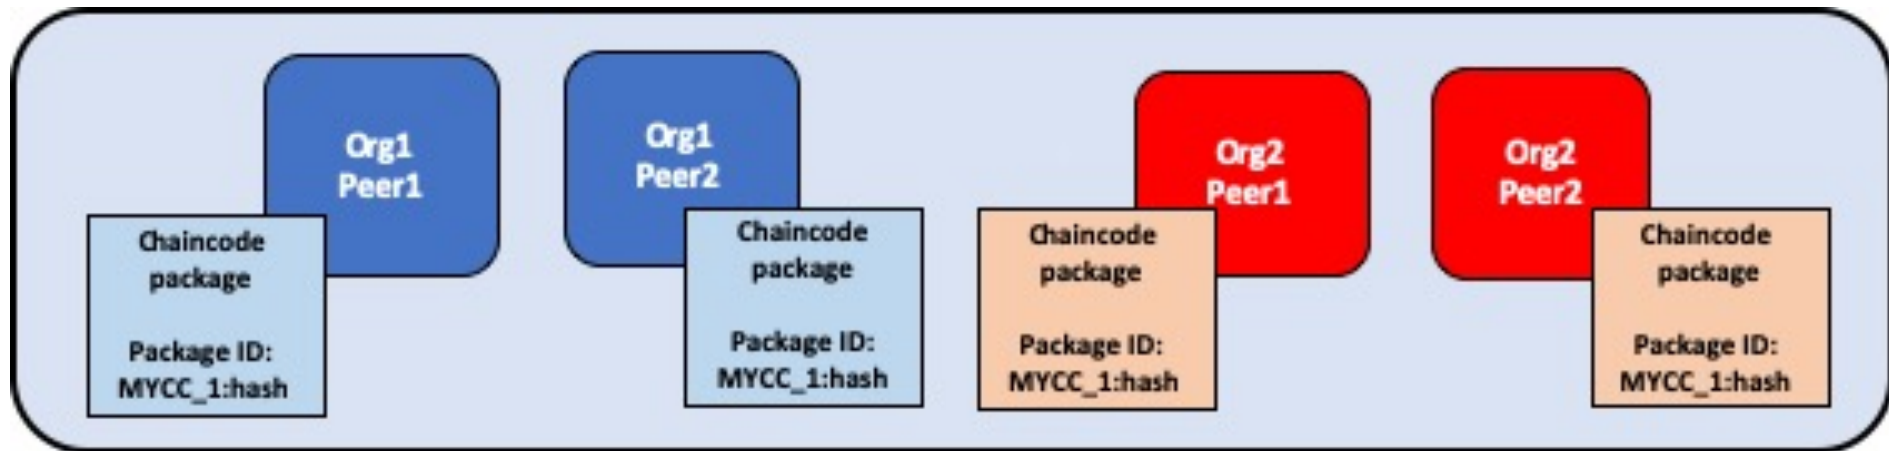 Org1
Peer1
Chaincode
package
Package ID:
MYCC_1:hash
Org1
Peer2
Chaincode
package
Package ID:
MYCC_1:hash
Org2
Peer1
Chaincode
package
Package ID:
MYCC_1:hash
Org2
Peer2
Chaincode
package
Package ID:
MYCC_1:hash